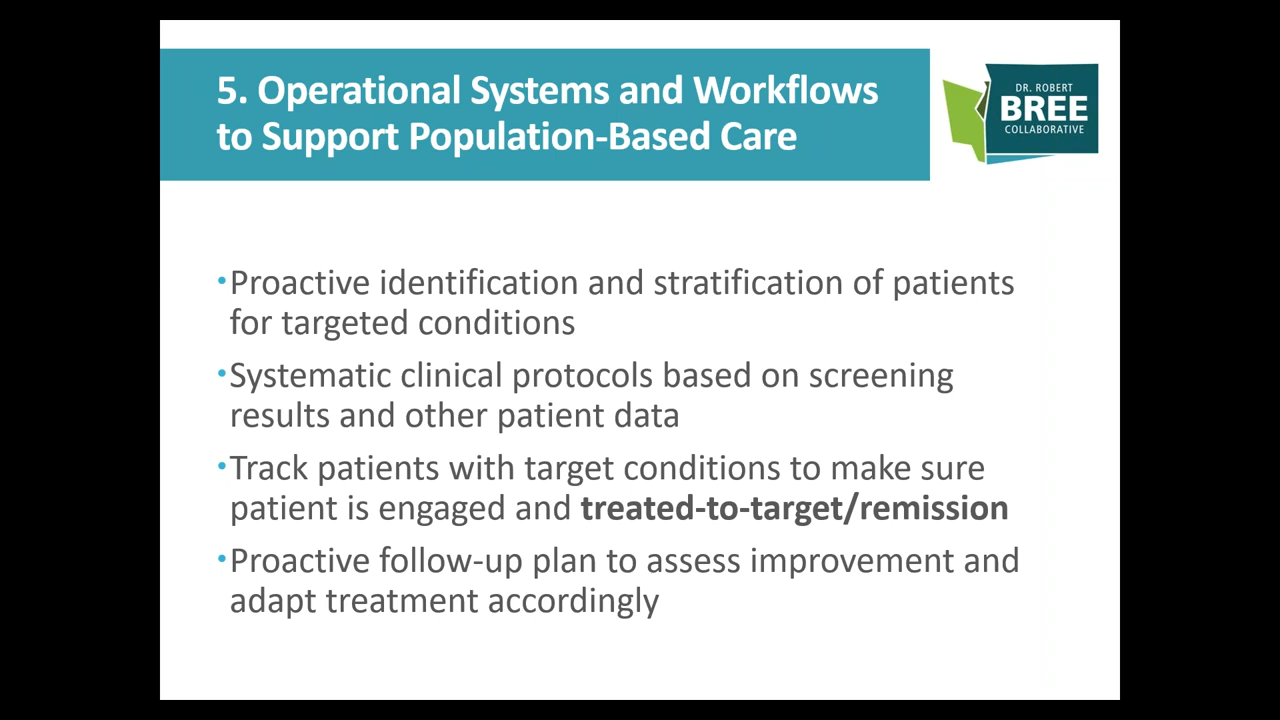 5. Operational Systems and Workflows
to Support Population-Based Care
DR. ROBERT
BREE
COLLABORATIVE
•Proactive identification and stratification of patients
for targeted conditions
•Systematic clinical protocols based on screening
results and other patient data
•Track patients with target conditions to make sure
patient is engaged and treated-to-target/remission
•Proactive follow-up plan to assess improvement and
adapt treatment accordingly